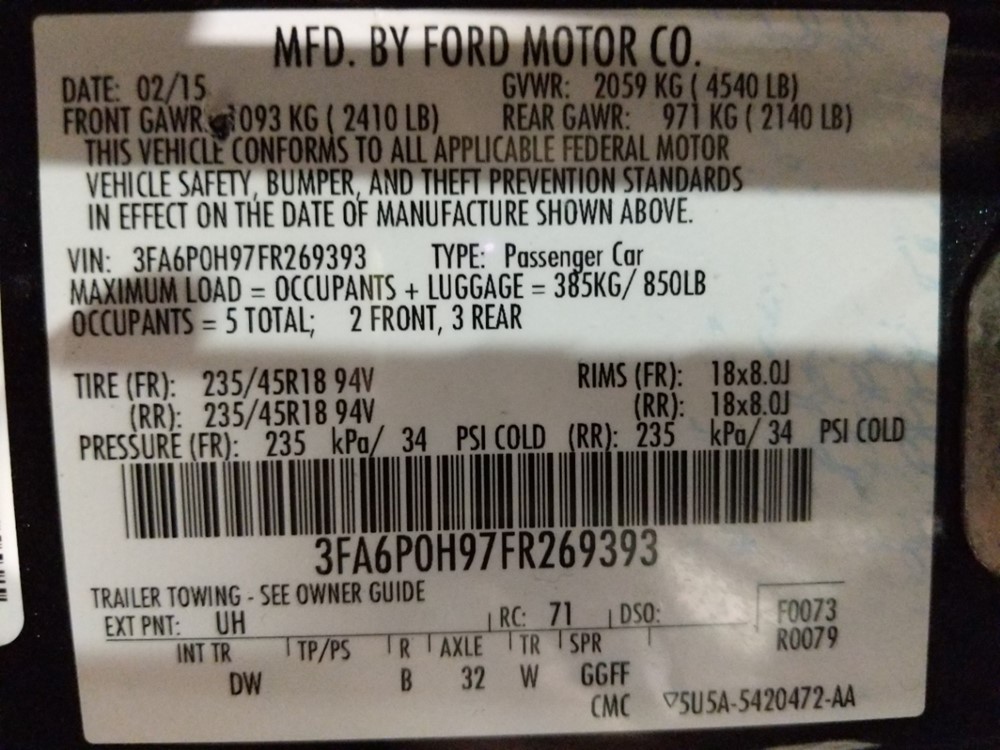 MFD. BY FORD MOTOR CO.
DATE: 02/15 GVWR: 2059 KG ( 4540 LB)
FRONT GAWR: 1093 KG ( 2410 LB) REAR GAWR: 971 KG ( 2140 LB)
THIS VEHICLE CONFORMS TO ALL APPLICABLE FEDERAL MOTOR
VEHICLE SAFETY, BUMPER, AND THEFT PREVENTION STANDARDS
IN EFFECT ON THE DATE OF MANUFACTURE SHOWN ABOVE.
VIN: 3FA6P0H97FR269393 TYPE: Passenger Car
MAXIMUM LOAD = OCCUPANTS + LUGGAGE = 385KG/ 850LB
OCCUPANTS = 5 TOTAL; 2 FRONT, 3 REAR
TIRE (FR): 235/45R18 94V RIMS (FR): 18x8.0J
(RR): 235/45R18 94V (RR): 18x8.0J
PRESSURE (FR): 235 kPa/ 34 PSI COLD (RR): 235 kPa/ 34 PSI COLD
3FA6P0H97FR269393
TRAILER TOWING - SEE OWNER GUIDE
EXT PNT: UH RC: 71 DSO: F0073
R0079
INT TR TP/PS R AXLE TR SPR
DW B 32 W GGFF
CMC ▽5U5A-5420472-AA